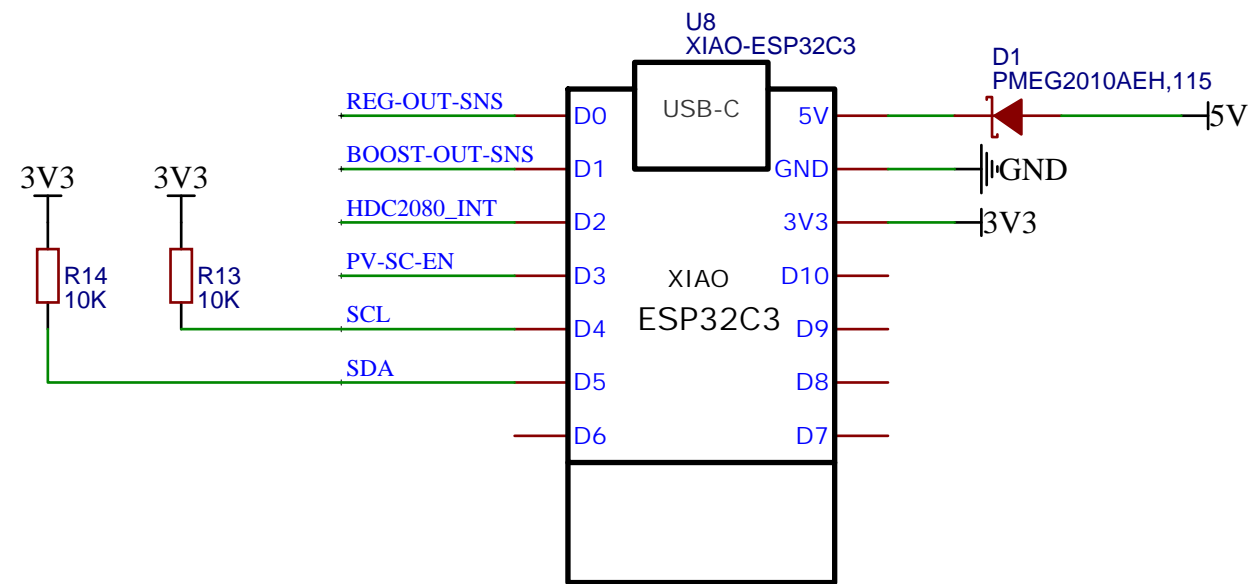 U8
XIAO-ESP32C3
D1
PMEG2010AEH,115
REG-OUT-SNS
D0
USB-C
5V
5V
BOOST-OUT-SNS
D1
GND
GND
3V3
3V3
HDC2080_INT
D2
3V3
3V3
R14
10K
R13
10K
PV-SC-EN
D3
XIAO
ESP32C3
D10
SCL
D4
D9
SDA
D5
D8
D6
D7